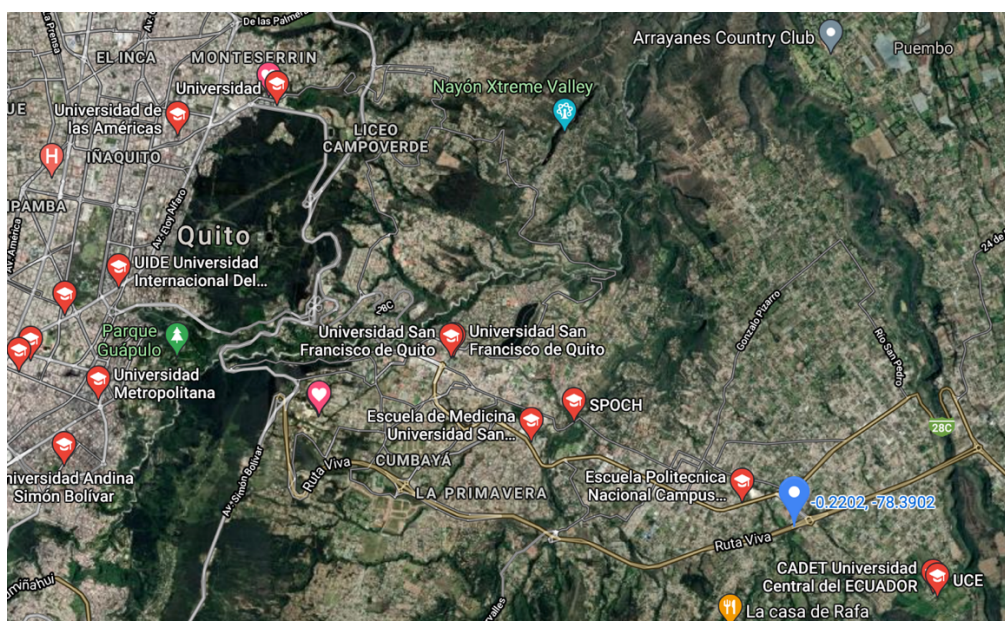 De las Palmeras
EL INCA
MONTESERRIN
Arrayanes Country Club
Puembo
Universidad
Nayón Xtreme Valley
Universidad de
las Américas
LICEO
CAMPOVERDE
IÑAQUITO
H
Av. América
Av. Eloy Alfaro
Quito
UIDE Universidad
Internacional Del...
28C
Gonzalo Pizarro
Río San Pedro
Parque
Guápulo
Universidad San
Francisco de Quito
Universidad San
Francisco de Quito
Universidad
Metropolitana
SPOCH
28C
Escuela de Medicina
Universidad San...
Av. Simón Bolívar
Ruta Viva
CUMBAYÁ
niversidad Andina
Simón Bolívar
LA PRIMAVERA
Escuela Politecnica
Nacional Campus...
-0.2202, -78.3902
Ruta Viva
CADET Universidad
Central del ECUADOR
UCE
La casa de Rafa